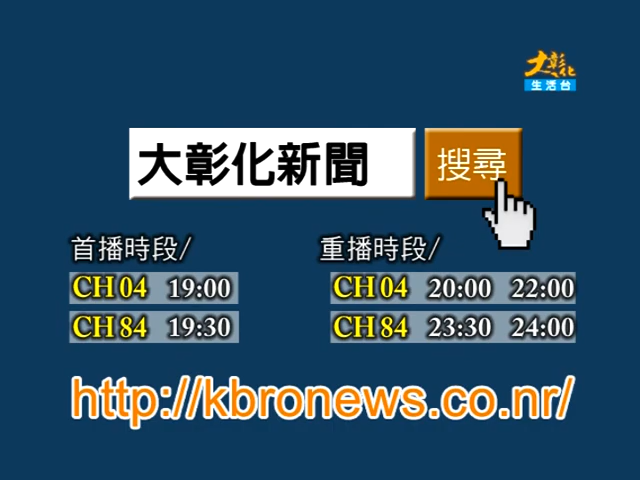 大彰化
生活台
大彰化新聞 搜尋
首播時段/ 重播時段/
CH04 19:00 CH04 20:00 22:00
CH84 19:30 CH84 23:30 24:00
http://kbronews.co.nr/